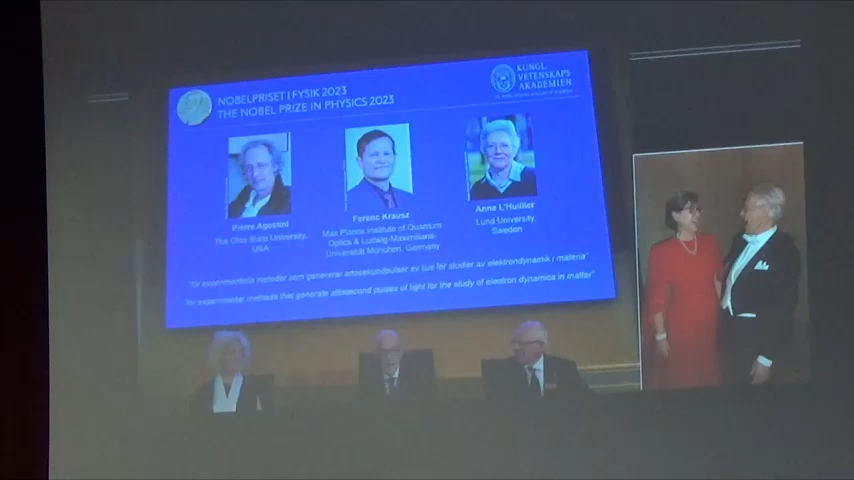 NOBELPRISET I FYSIK 2023
THE NOBEL PRIZE IN PHYSICS 2023
KUNGL.
VETENSKAPS
AKADEMIEN
Pierre Agostini
The Ohio State University,
USA
Ferenc Krausz
Max Planck Institute of Quantum
Optics & Ludwig-Maximilians-
Universität München, Germany
Anne L'Huillier
Lund University,
Sweden
"för experimentella metoder som genererar attosekundpulser av ljus för studier av elektrondynamik i materia"
"for experimental methods that generate attosecond pulses of light for the study of electron dynamics in matter"